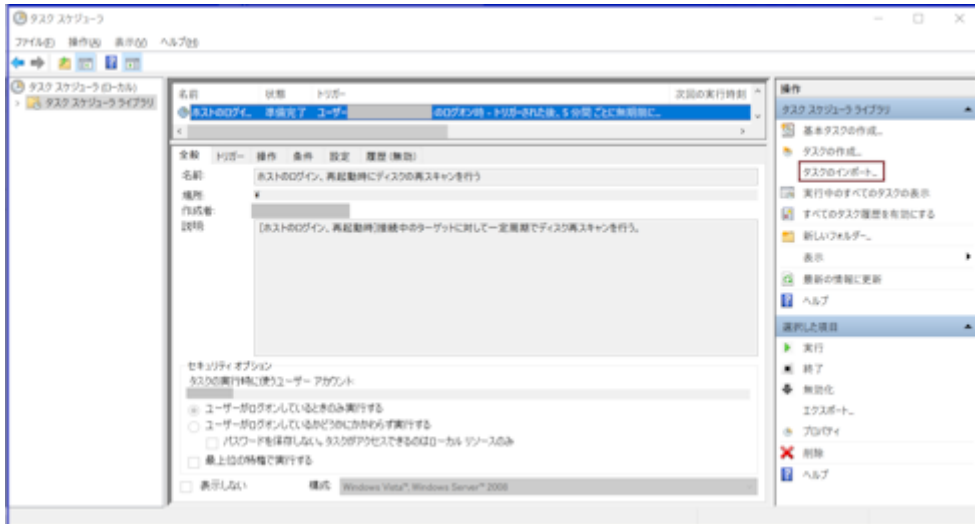 タスク スケジューラ
ファイル(F) 操作(A) 表示(V) ヘルプ(H)
タスク スケジューラ (ローカル)
タスク スケジューラ ライブラリ
名前 状態 トリガー 次回の実行時刻
ホストのログイ... 準備完了 ユーザー のログオン時 - トリガーされた後、5 分間 ごとに無期限に...
全般 トリガー 操作 条件 設定 履歴 (無効)
名前: ホストのログイン、再起動時にディスクの再スキャンを行う
場所: ¥
作成者:
説明: [ホストのログイン、再起動時]接続中のターゲットに対して一定周期でディスク再スキャンを行う。
セキュリティ オプション
タスクの実行時に使うユーザー アカウント:
ユーザーがログオンしているときのみ実行する
ユーザーがログオンしているかどうかにかかわらず実行する
パスワードを保存しない。タスクがアクセスできるのはローカル リソースのみ
最上位の特権で実行する
表示しない 構成: Windows Vista™, Windows Server™ 2008
操作
タスク スケジューラ ライブラリ
基本タスクの作成...
タスクの作成...
タスクのインポート...
実行中のすべてのタスクの表示
すべてのタスク履歴を有効にする
新しいフォルダー...
表示
最新の情報に更新
ヘルプ
選択した項目
実行
終了
無効化
エクスポート...
プロパティ
削除
ヘルプ